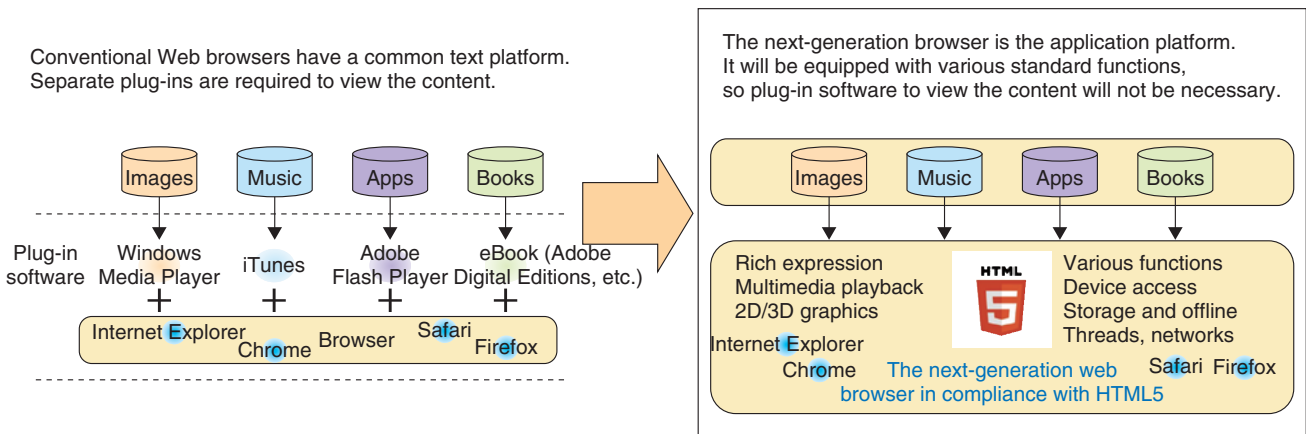 Conventional Web browsers have a common text platform.
Separate plug-ins are required to view the content.
Images
Music
Apps
Books
Plug-in
software
Windows
Media Player
iTunes
Adobe
Flash Player
eBook (Adobe
Digital Editions, etc.)
+ + + +
Internet Explorer
Chrome
Browser
Safari
Firefox
The next-generation browser is the application platform.
It will be equipped with various standard functions,
so plug-in software to view the content will not be necessary.
Images
Music
Apps
Books
Rich expression
Multimedia playback
2D/3D graphics
HTML
5
Various functions
Device access
Storage and offline
Threads, networks
Internet Explorer
Chrome
The next-generation web
browser in compliance with HTML5
Safari
Firefox